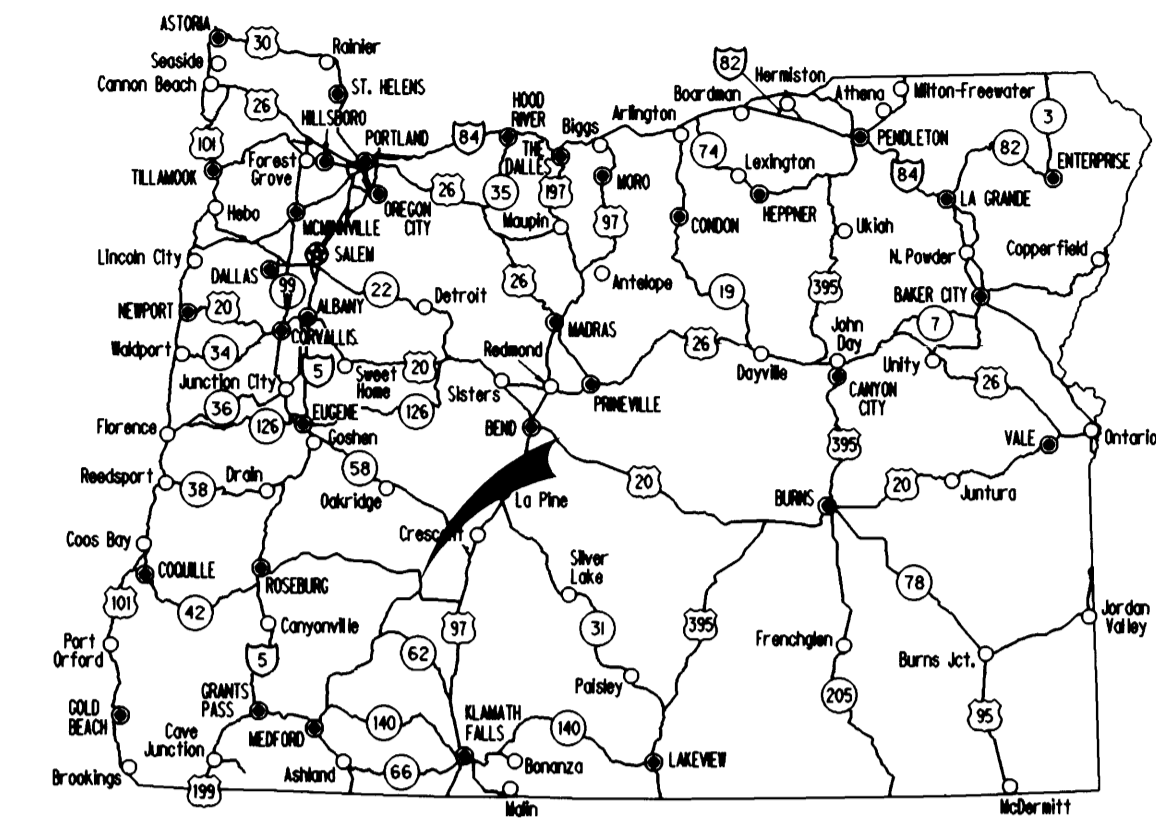 ASTORIA
30
Rainier
Seaside
Cannon Beach
ST. HELENS
26
HILLSBORO
PORTLAND
101
Forest
Grove
TILLAMOOK
OREGON
CITY
84
HOOD
RIVER
THE
DALLES
Biggs
Arlington
Boardman
82
Hermiston
Athena
Milton-Freewater
PENDLETON
3
82
ENTERPRISE
84
LA GRANDE
74
Lexington
HEPPNER
26
35
197
MORO
97
CONDON
Maupin
Ukiah
N. Powder
Copperfield
Hebo
MCMINNVILLE
Lincoln City
DALLAS
SALEM
99
22
Detroit
26
Antelope
19
395
BAKER CITY
NEWPORT
20
ALBANY
CORVALLIS
MADRAS
7
Waldport
34
5
Sweet
Home
20
Redmond
26
Dayville
John
Day
Unity
Junction City
Sisters
PRINEVILLE
CANYON
CITY
26
36
126
EUGENE
126
Florence
Goshen
BEND
395
VALE
Ontario
Reedsport
38
Drain
58
Oakridge
La Pine
20
BURNS
20
Juntura
Crescent
Coos Bay
COQUILLE
ROSEBURG
Silver
Lake
78
101
42
Canyonville
97
31
395
Jordan
Valley
Port
Orford
5
62
Frenchglen
Burns Jct.
Paisley
GRANTS
PASS
205
95
GOLD
BEACH
Cave
Junction
MEDFORD
140
KLAMATH
FALLS
140
Brookings
199
Ashland
66
Bonanza
LAKEVIEW
Malin
McDermitt